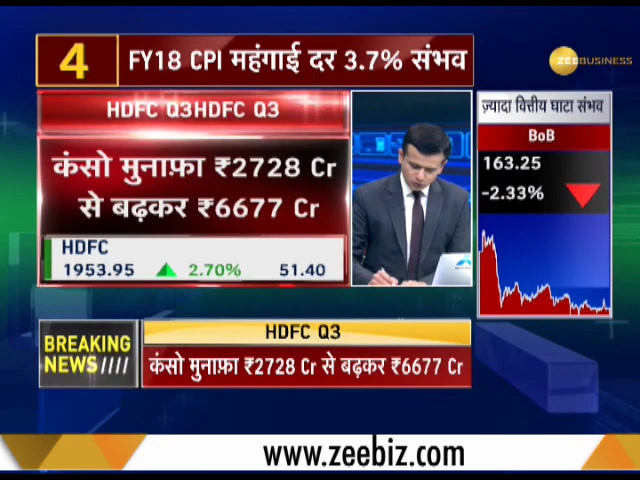 4
FY18 CPI महंगाई दर 3.7% संभव
ZEEBUSINESS
HDFC Q3HDFC Q3
कंसो मुनाफ़ा ₹2728 Cr
से बढ़कर ₹6677 Cr
HDFC
1953.95 2.70% 51.40
ज़्यादा वित्तीय घाटा संभव
BoB
163.25
-2.33%
BREAKING
NEWS ////
HDFC Q3
कंसो मुनाफ़ा ₹2728 Cr से बढ़कर ₹6677 Cr
www.zeebiz.com